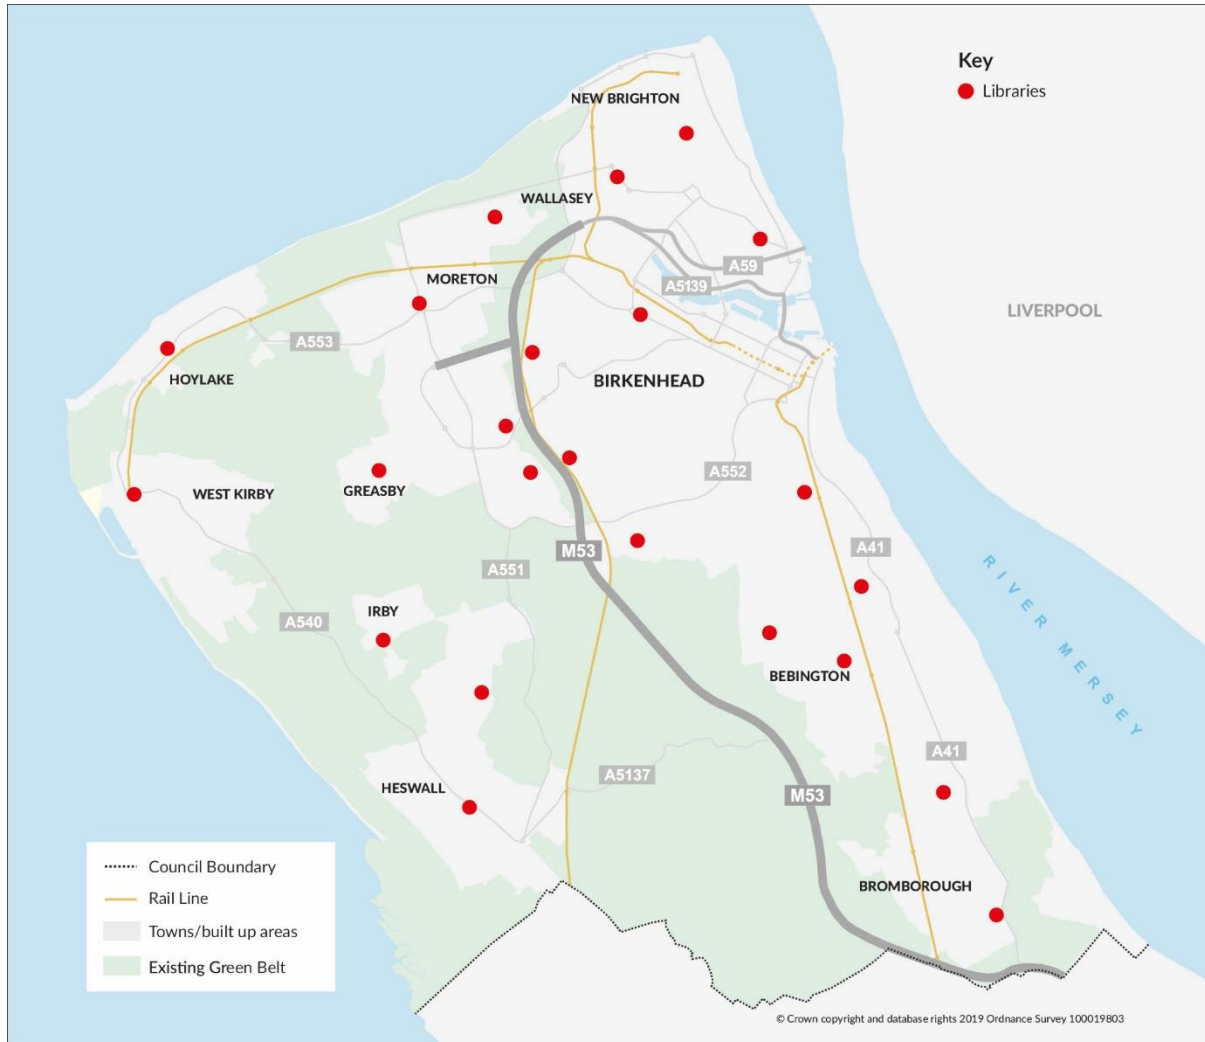 Key
Libraries
NEW BRIGHTON
WALLASEY
A59
MORETON
A5139
LIVERPOOL
A553
HOYLAKE
BIRKENHEAD
A552
GREASBY
WEST KIRBY
M53
A41
A551
RIVER MERSEY
IRBY
A540
BEBINGTON
A41
A5137
HESWALL
M53
Council Boundary
Rail Line
Towns/built up areas
Existing Green Belt
BROMBOROUGH
© Crown copyright and database rights 2019 Ordnance Survey 100019803